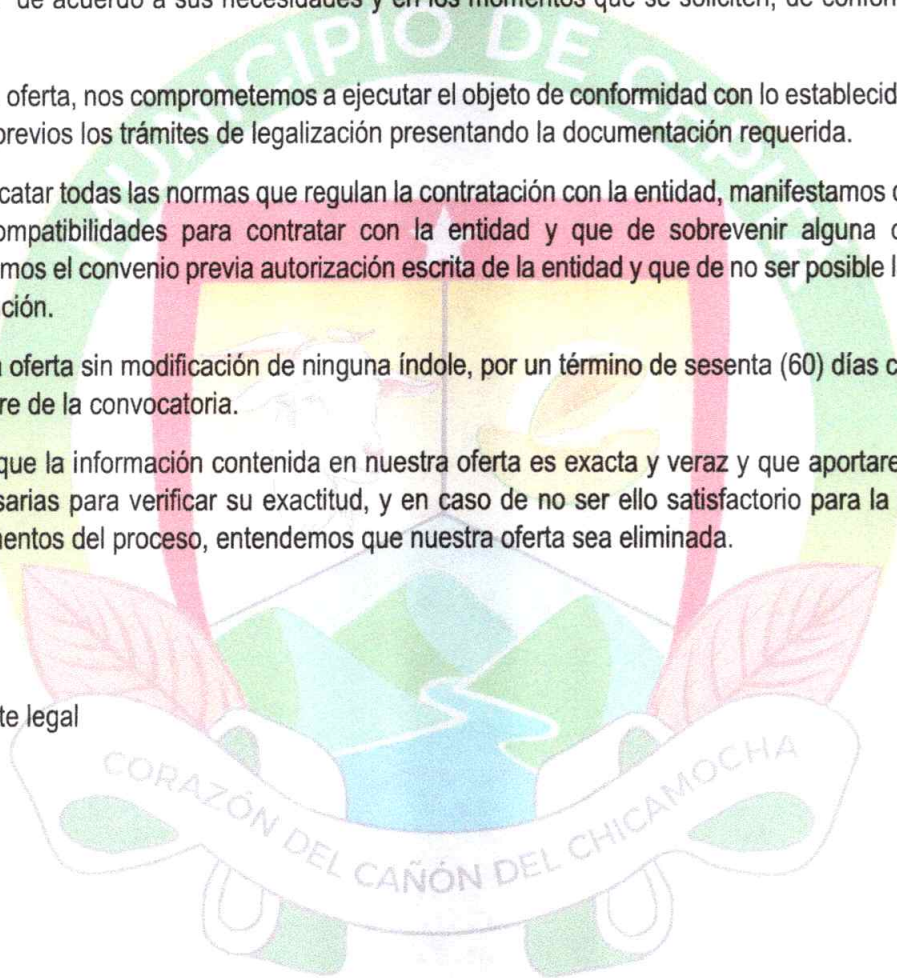 de acuerdo a sus necesidades y en los momentos que se soliciten, de conform
oferta, nos comprometemos a ejecutar el objeto de conformidad con lo establecid
previos los trámites de legalización presentando la documentación requerida.
catar todas las normas que regulan la contratación con la entidad, manifestamos
ompatibilidades para contratar con la entidad y que de sobrevenir alguna
mos el convenio previa autorización escrita de la entidad y que de no ser posible
ción.
oferta sin modificación de ninguna índole, por un término de sesenta (60) días
re de la convocatoria.
que la información contenida en nuestra oferta es exacta y veraz y que aportare
sarias para verificar su exactitud, y en caso de no ser ello satisfactorio para la
entos del proceso, entendemos que nuestra oferta sea eliminada.
te legal
MUNICIPIO DE
CORAZÓN DEL CAÑÓN DEL CHICAMOCHA